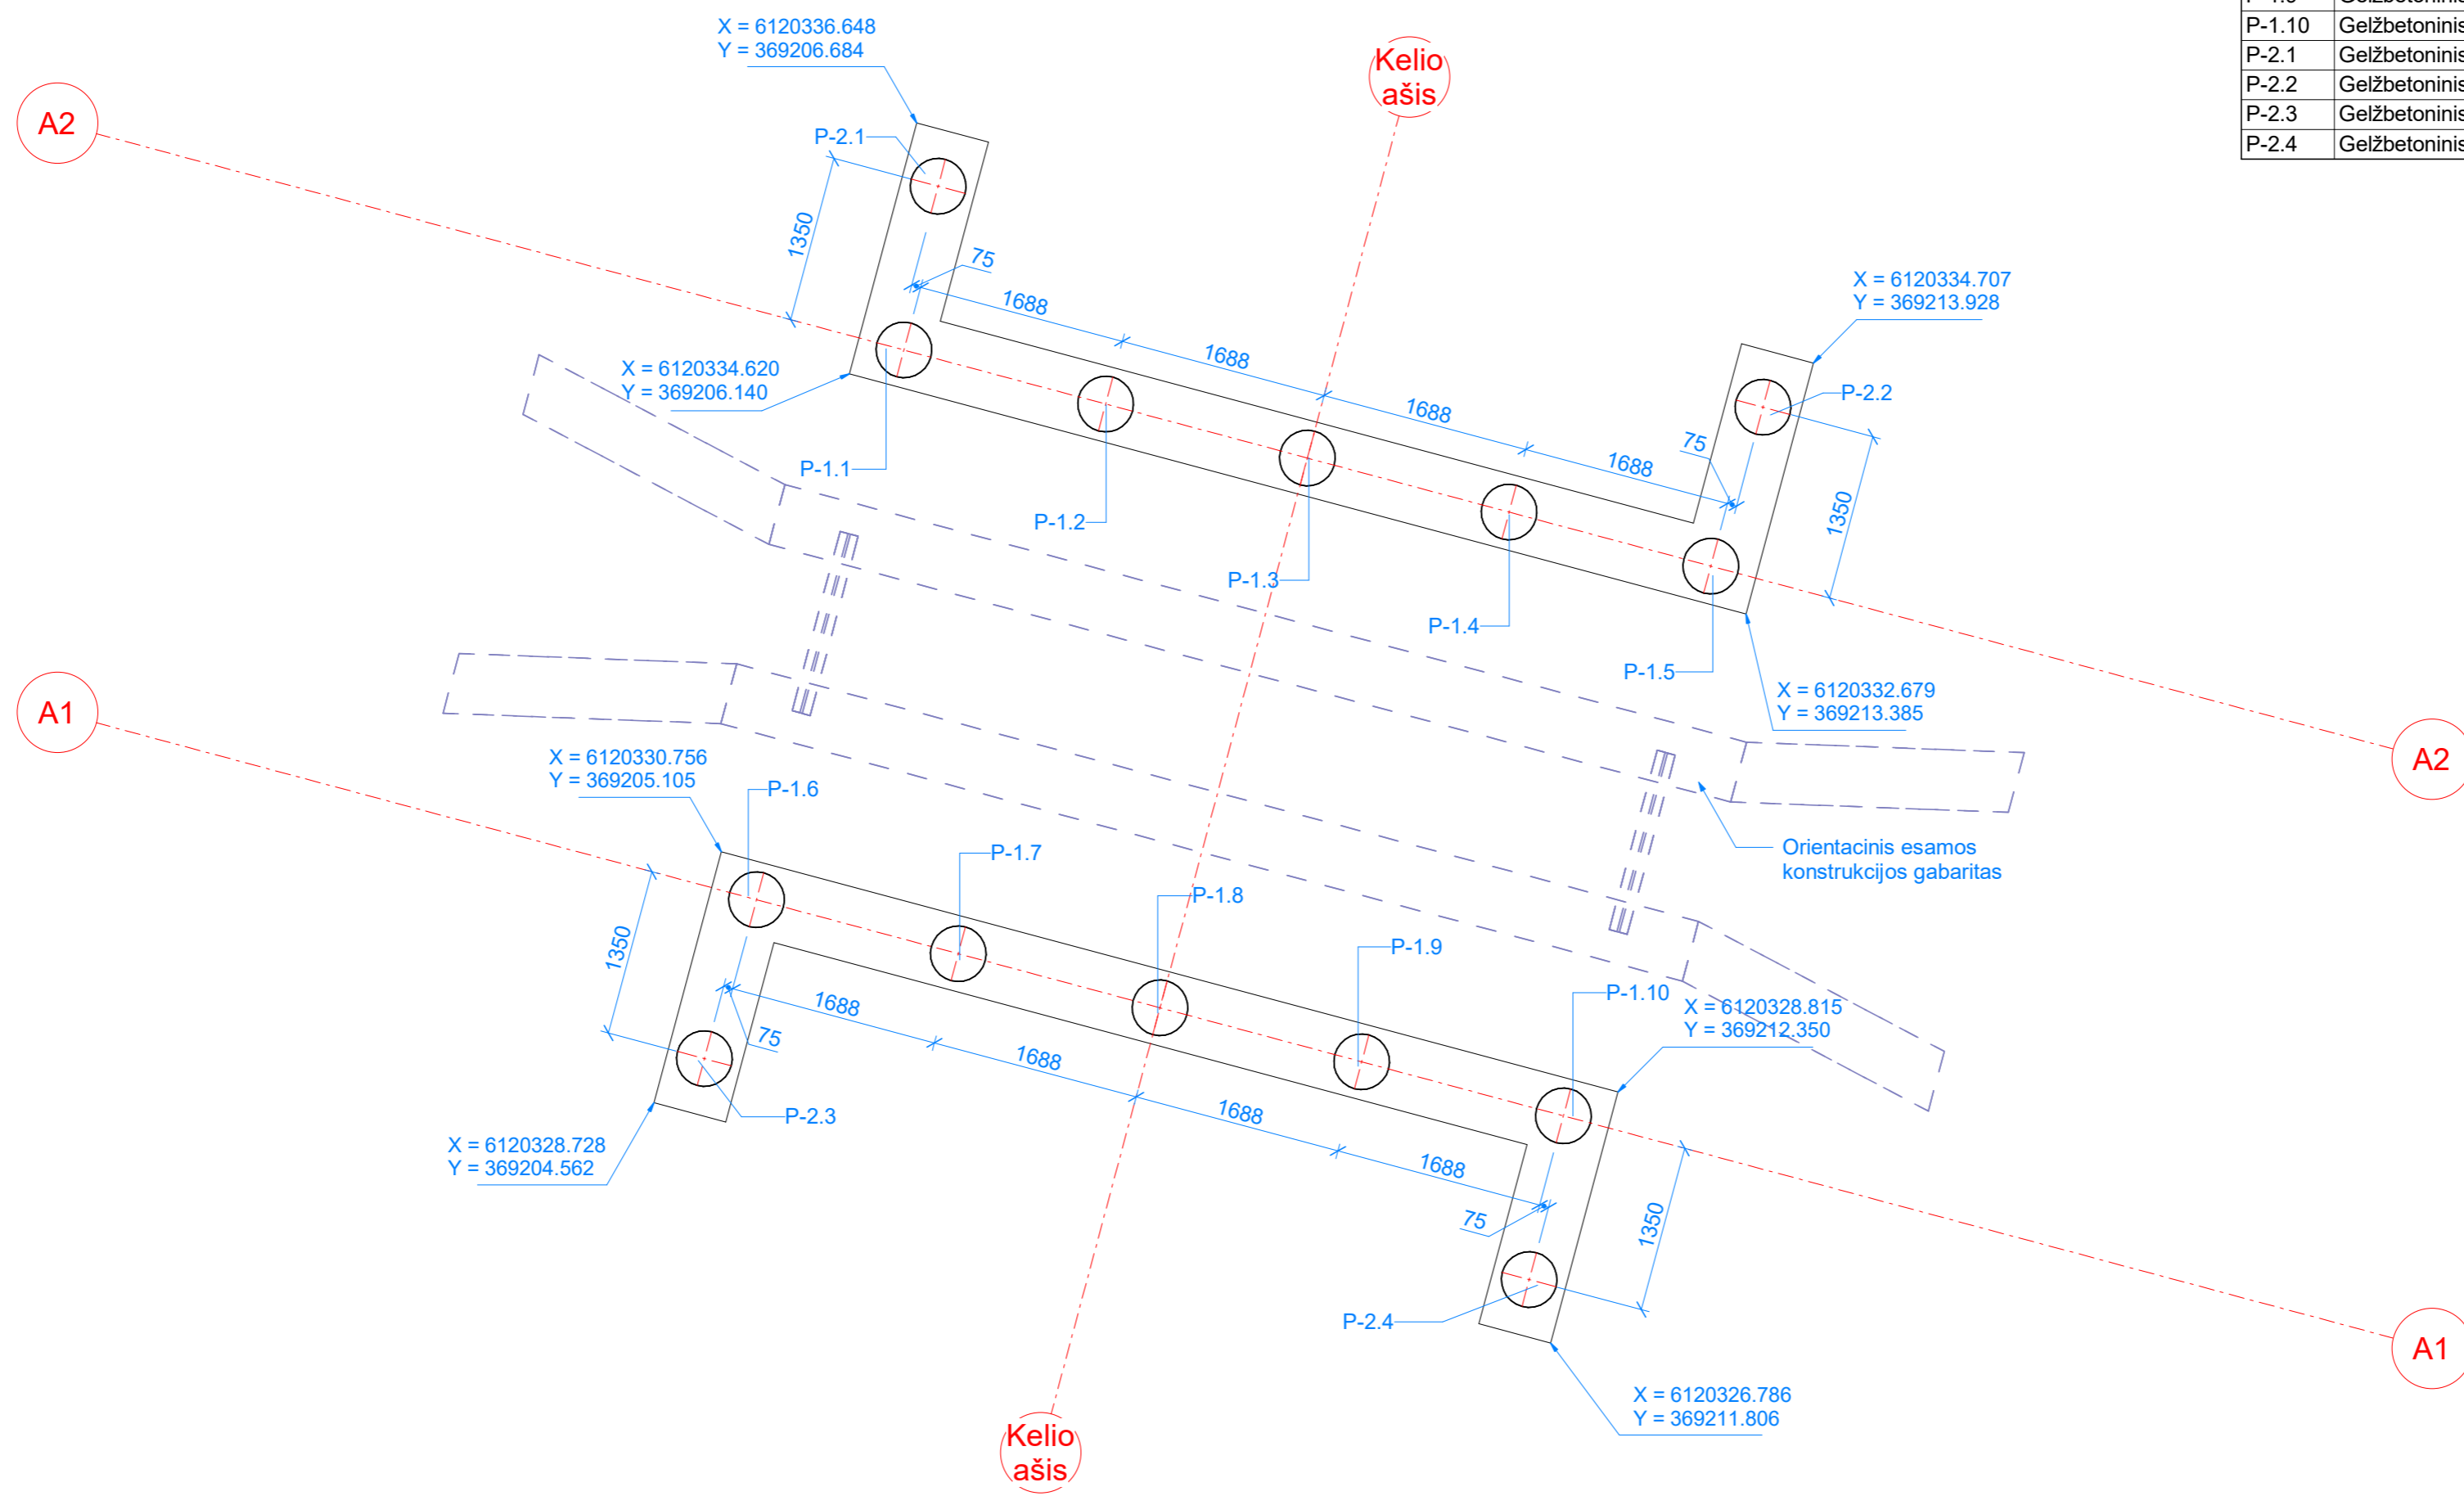 P-1.10 Gelžbetoninis
P-2.1 Gelžbetoninis
P-2.2 Gelžbetoninis
P-2.3 Gelžbetoninis
P-2.4 Gelžbetoninis
X = 6120336.648
Y = 369206.684
Kelio
ašis
A2
P-2.1
1350
75
1688
1688
1688
1688
75
X = 6120334.707
Y = 369213.928
P-2.2
1350
X = 6120334.620
Y = 369206.140
P-1.1
P-1.2
P-1.3
P-1.4
P-1.5
X = 6120332.679
Y = 369213.385
A1
A2
X = 6120330.756
Y = 369205.105
P-1.6
P-1.7
P-1.8
P-1.9
P-1.10
Orientacinis esamos
konstrukcijos gabaritas
X = 6120328.815
Y = 369212.350
1350
75
1688
1688
1688
1688
75
1350
P-2.3
X = 6120328.728
Y = 369204.562
P-2.4
A1
X = 6120326.786
Y = 369211.806
Kelio
ašis